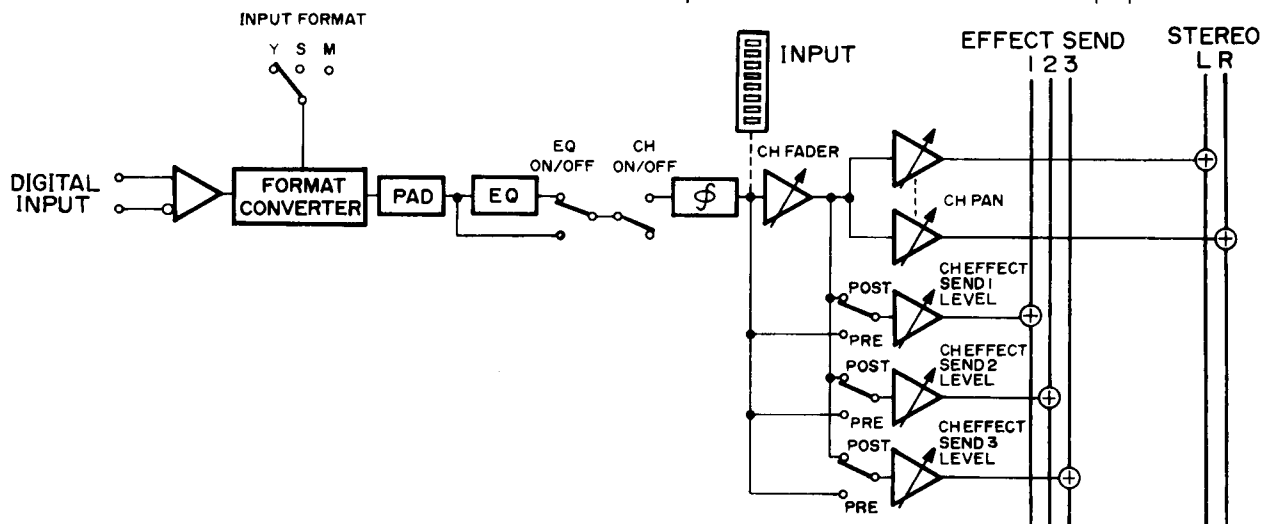 INPUT FORMAT
Y S M
INPUT
EFFECT SEND
1 2 3
STEREO
L R
DIGITAL
INPUT
FORMAT
CONVERTER
PAD
EQ
EQ
ON/OFF
CH
ON/OFF
CH FADER
CH PAN
POST
PRE
CH EFFECT
SEND 1
LEVEL
POST
PRE
CH EFFECT
SEND 2
LEVEL
POST
PRE
CH EFFECT
SEND 3
LEVEL